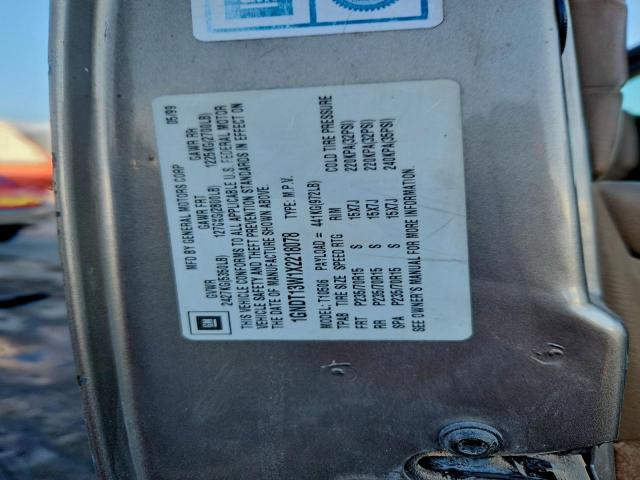 GM
MFD BY GENERAL MOTORS CORP 05/99
GVWR GAWR FRT GAWR RR
2427KG(5350LB) 1270KG(2800LB) 1225KG(2700LB)
THIS VEHICLE CONFORMS TO ALL APPLICABLE U.S. FEDERAL MOTOR
VEHICLE SAFETY AND THEFT PREVENTION STANDARDS IN EFFECT ON
THE DATE OF MANUFACTURE SHOWN ABOVE.
1GNDT13W1X2218078 TYPE: M.P.V.
MODEL: T10506 PAYLOAD = 441KG(972LB)
TPAB TIRE SIZE SPEED RTG RIM COLD TIRE PRESSURE
FRT P235/70R15 S 15X7J 220KPA(32PSI)
RR P235/70R15 S 15X7J 220KPA(32PSI)
SPA P235/70R15 S 15X7J 240KPA(35PSI)
SEE OWNER'S MANUAL FOR MORE INFORMATION.